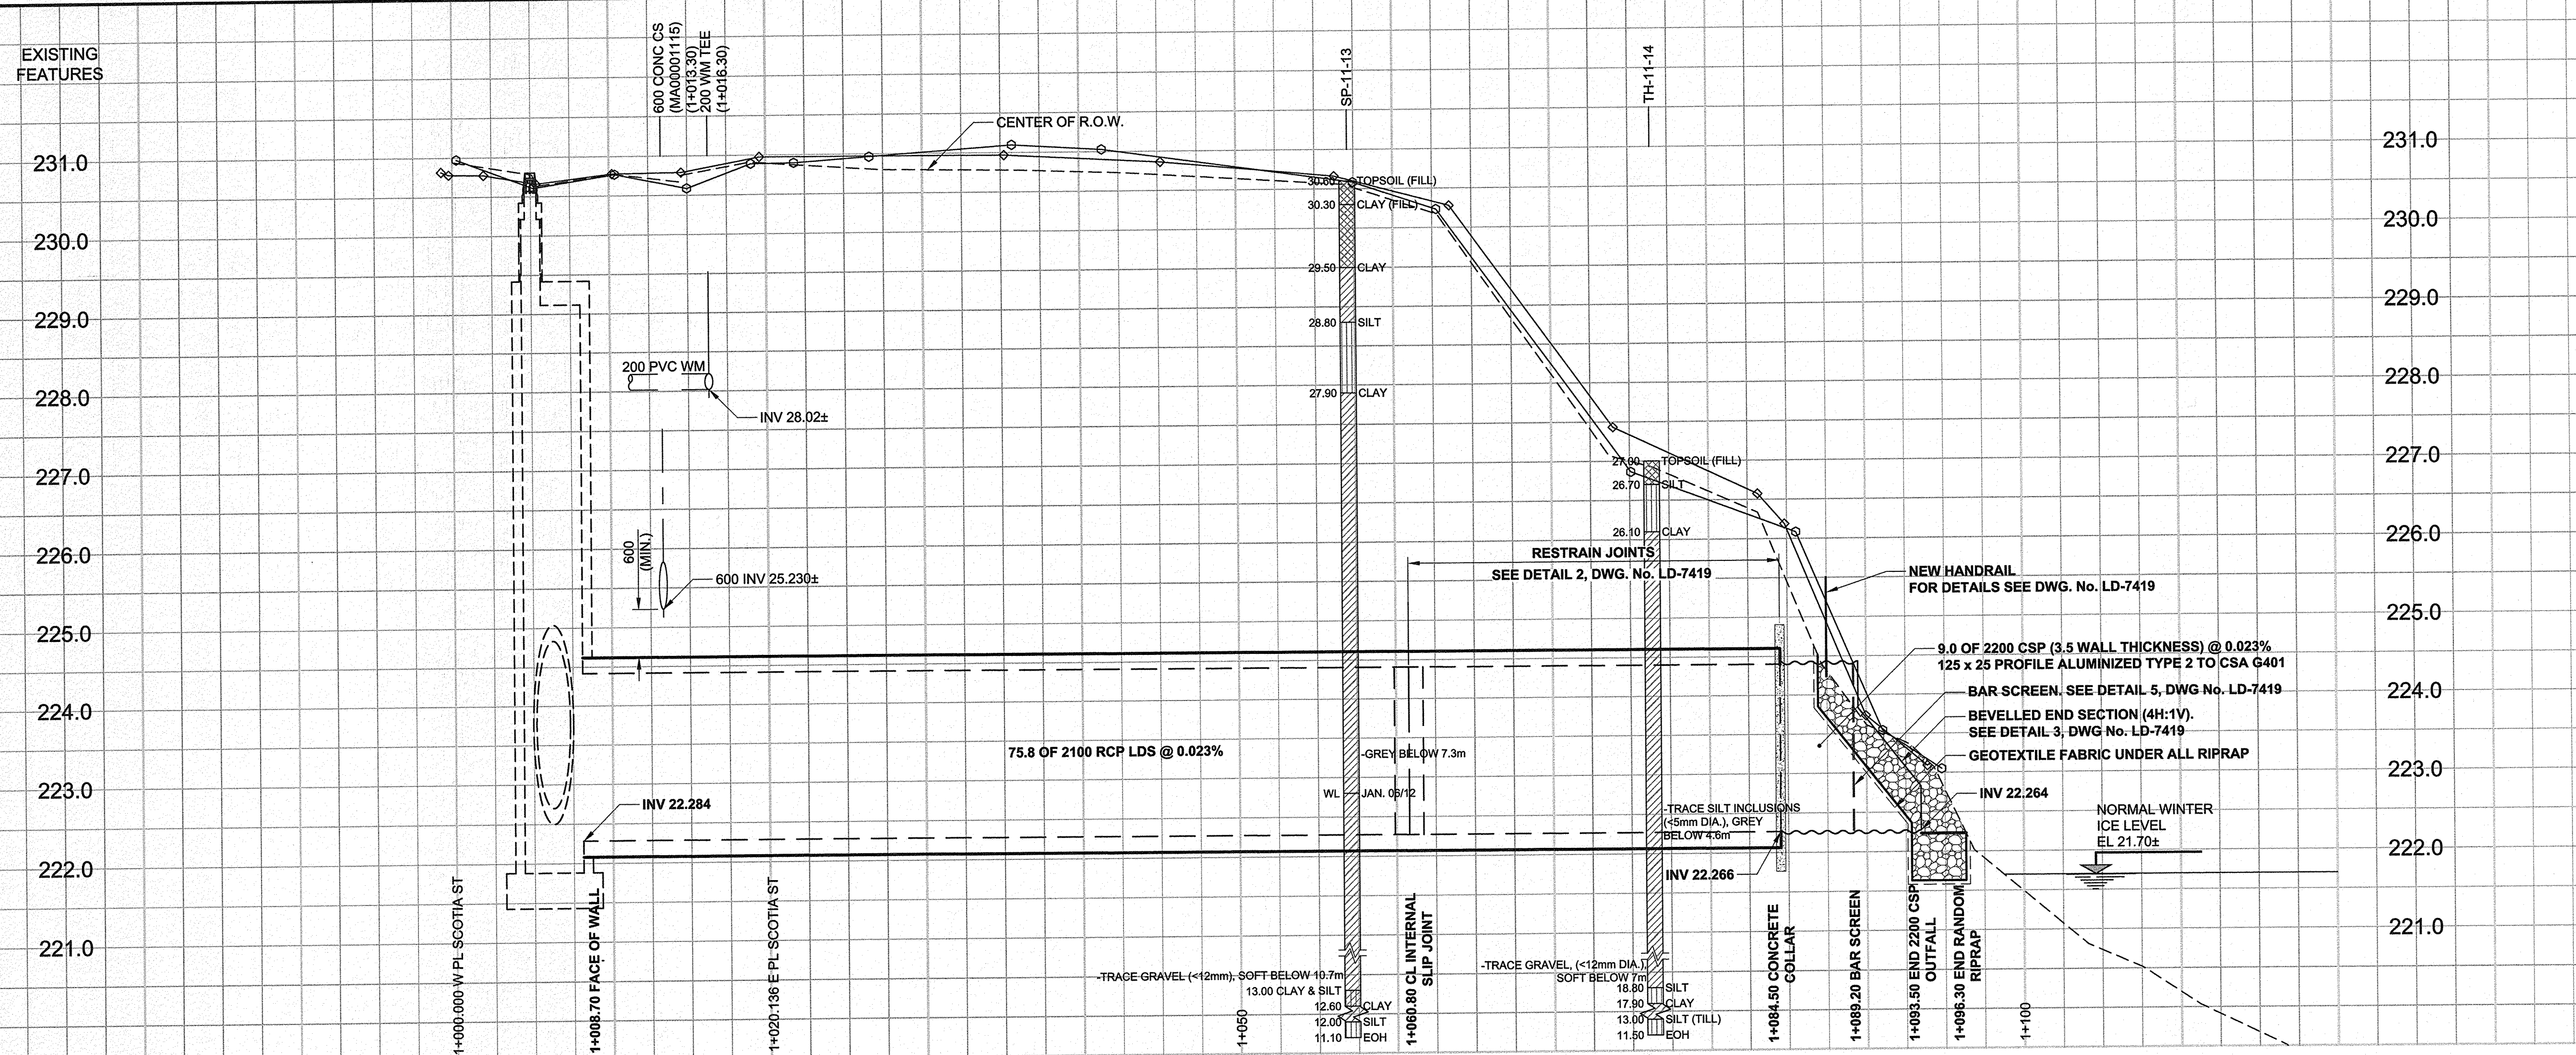 EXISTING
FEATURES
600 CONC CS
(MA00001115)
(1+013.30)
200 WM TEE
(1+016.30)
SP-11-13
TH-11-14
CENTER OF R.O.W.
231.0
230.0
229.0
228.0
227.0
226.0
225.0
224.0
223.0
222.0
221.0
231.0
230.0
229.0
228.0
227.0
226.0
225.0
224.0
223.0
222.0
221.0
200 PVC WM
INV 28.02±
600
(MIN.)
600 INV 25.230±
30.60 TOPSOIL (FILL)
30.30 CLAY (FILL)
29.50 CLAY
28.80 SILT
27.90 CLAY
-GREY BELOW 7.3m
WL JAN. 06/12
-TRACE GRAVEL (<12mm), SOFT BELOW 10.7m
13.00 CLAY & SILT
12.60 CLAY
12.00 SILT
11.10 EOH
27.00 TOPSOIL (FILL)
26.70 SILT
26.10 CLAY
RESTRAIN JOINTS
SEE DETAIL 2, DWG. No. LD-7419
-TRACE SILT INCLUSIONS
(<5mm DIA.), GREY
BELOW 4.6m
INV 22.266
-TRACE GRAVEL, (<12mm DIA.),
SOFT BELOW 7m
18.80 SILT
17.90 CLAY
13.00 SILT (TILL)
11.50 EOH
75.8 OF 2100 RCP LDS @ 0.023%
INV 22.284
NEW HANDRAIL
FOR DETAILS SEE DWG. No. LD-7419
9.0 OF 2200 CSP (3.5 WALL THICKNESS) @ 0.023%
125 x 25 PROFILE ALUMINIZED TYPE 2 TO CSA G401
BAR SCREEN. SEE DETAIL 5, DWG No. LD-7419
BEVELLED END SECTION (4H:1V).
SEE DETAIL 3, DWG No. LD-7419
GEOTEXTILE FABRIC UNDER ALL RIPRAP
INV 22.264
NORMAL WINTER
ICE LEVEL
EL 21.70±
1+000.000 W PL SCOTIA ST
1+008.70 FACE OF WALL
1+020.136 E PL SCOTIA ST
1+050
1+060.80 CL INTERNAL
SLIP JOINT
1+084.50 CONCRETE
COLLAR
1+089.20 BAR SCREEN
1+093.50 END 2200 CSP
OUTFALL
1+096.30 END RANDOM
RIPRAP
1+100